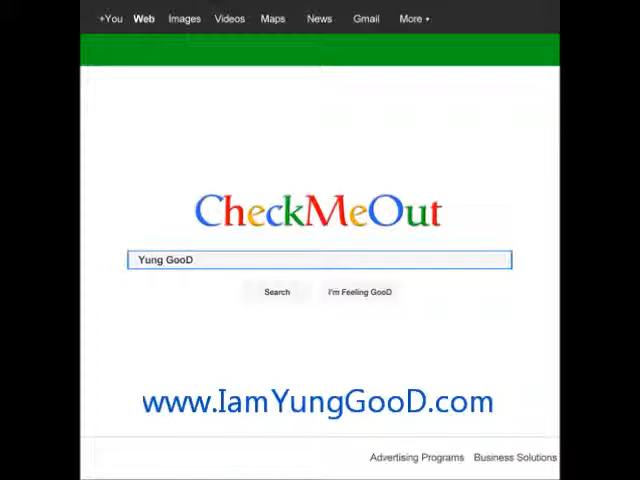 +You Web Images Videos Maps News Gmail More
CheckMeOut
Yung GooD
Search I'm Feeling GooD
www.IamYungGooD.com
Advertising Programs Business Solutions